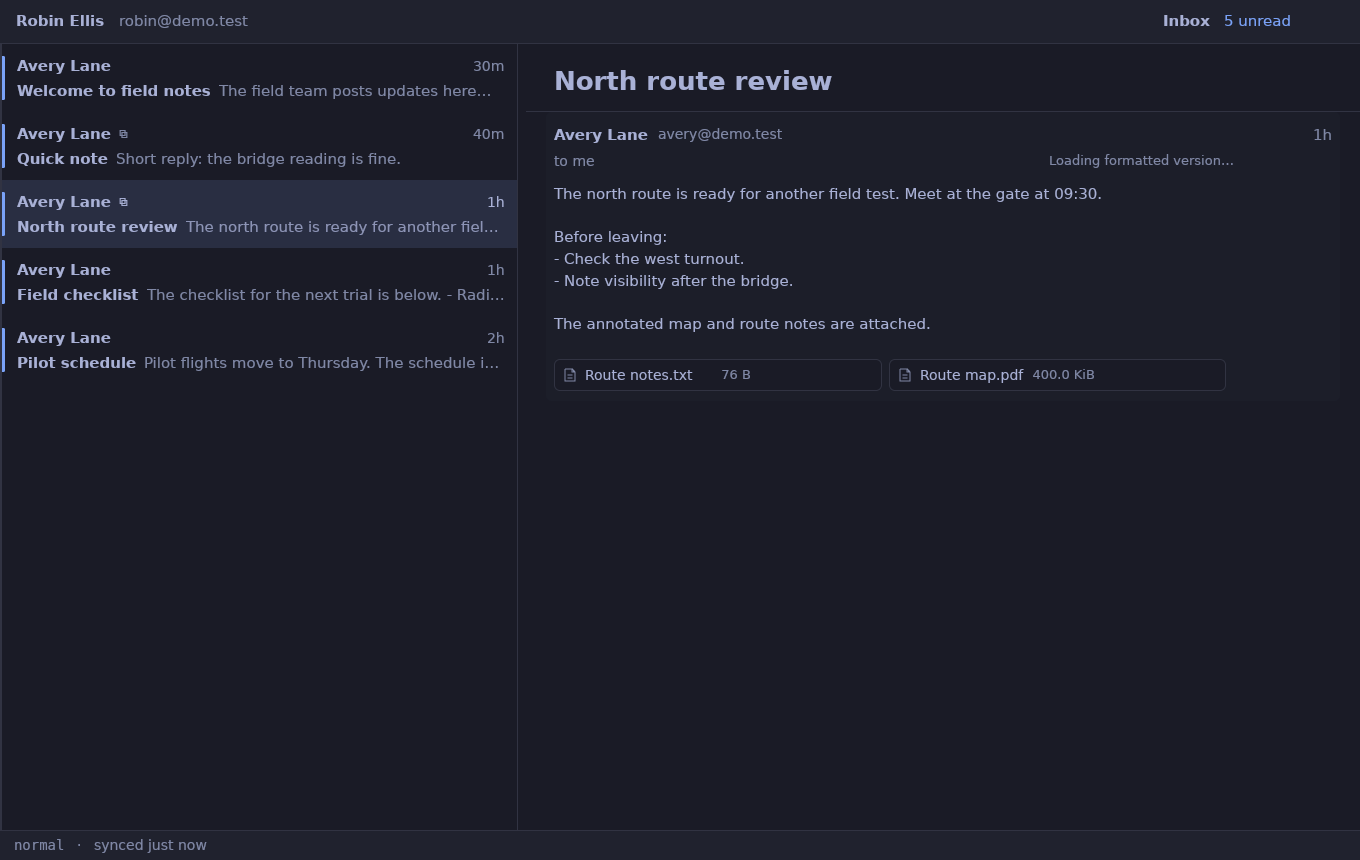 Robin Ellis robin@demo.test Inbox 5 unread
Avery Lane 30m
Welcome to field notes The field team posts updates here…
Avery Lane 40m
Quick note Short reply: the bridge reading is fine.
Avery Lane 1h
North route review The north route is ready for another fiel…
Avery Lane 1h
Field checklist The checklist for the next trial is below. - Radi…
Avery Lane 2h
Pilot schedule Pilot flights move to Thursday. The schedule i…
North route review
Avery Lane avery@demo.test 1h
to me Loading formatted version…
The north route is ready for another field test. Meet at the gate at 09:30.
Before leaving:
- Check the west turnout.
- Note visibility after the bridge.
The annotated map and route notes are attached.
Route notes.txt 76 B Route map.pdf 400.0 KiB
normal · synced just now